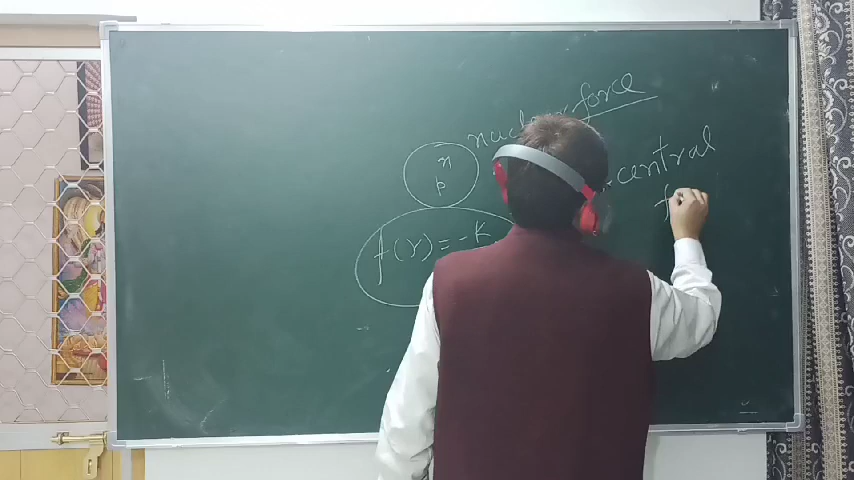 force
n
p
central
f(r) = -K
f